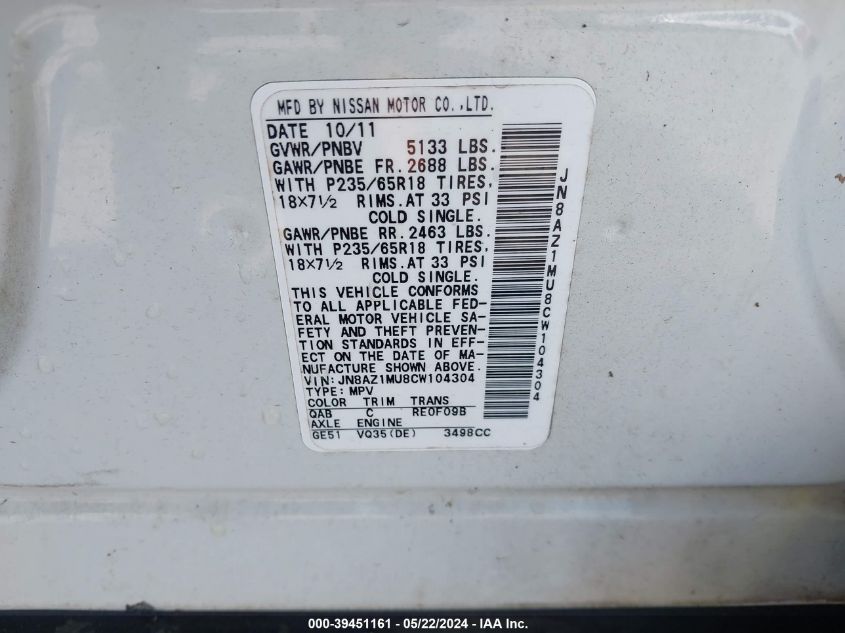 MFD BY NISSAN MOTOR CO.,LTD.
DATE 10/11
GVWR/PNBV 5133 LBS.
GAWR/PNBE FR. 2688 LBS.
WITH P235/65R18 TIRES,
18×7½ RIMS.AT 33 PSI
COLD SINGLE.
GAWR/PNBE RR. 2463 LBS.
WITH P235/65R18 TIRES,
18×7½ RIMS.AT 33 PSI
COLD SINGLE.
THIS VEHICLE CONFORMS
TO ALL APPLICABLE FED-
ERAL MOTOR VEHICLE SA-
FETY AND THEFT PREVEN-
TION STANDARDS IN EFF-
ECT ON THE DATE OF MA-
NUFACTURE SHOWN ABOVE.
VIN: JN8AZ1MU8CW104304
TYPE: MPV
COLOR TRIM TRANS
QAB C RE0F09B
AXLE ENGINE
GE51 VQ35(DE) 3498CC
JN8AZ1MU8CW104304
000-39451161 - 05/22/2024 - IAA Inc.